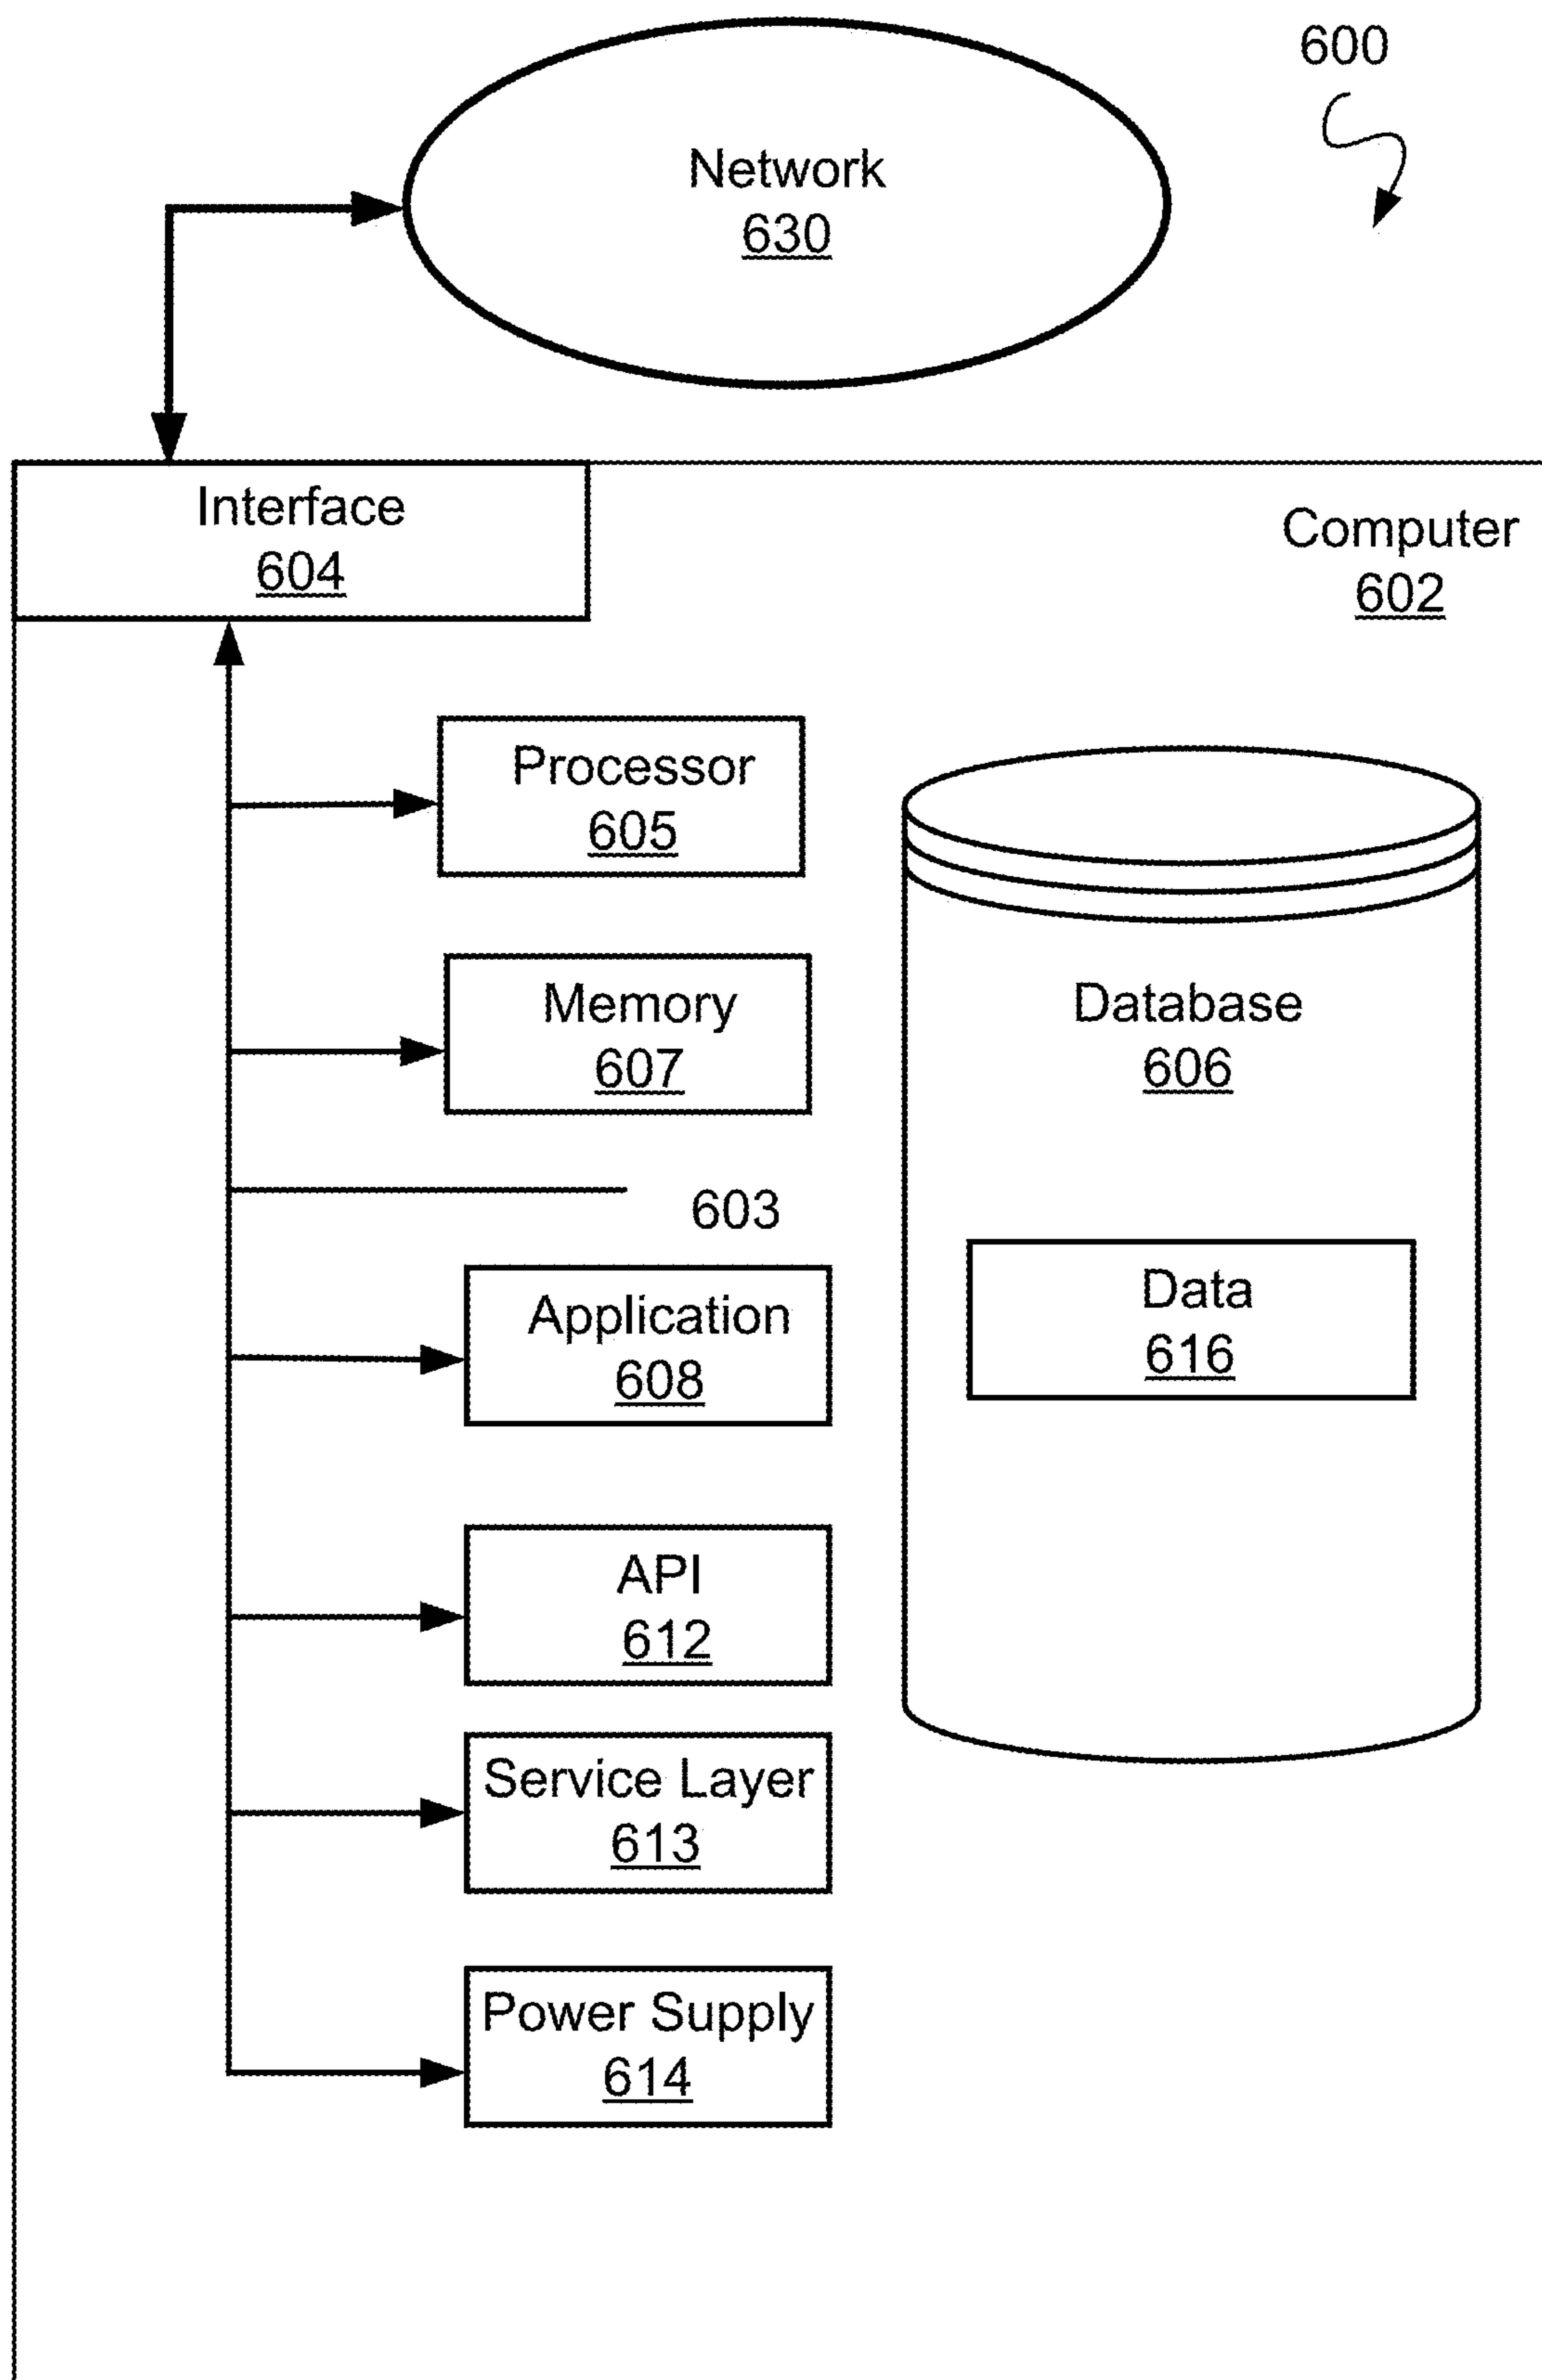 600
Network
630
Interface
604
Computer
602
Processor
605
Memory
607
Database
606
603
Application
608
Data
616
API
612
Service Layer
613
Power Supply
614